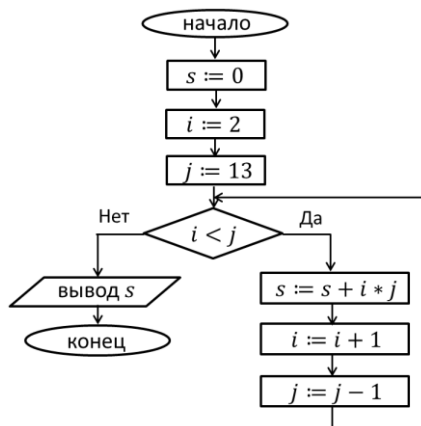 начало
s := 0
i := 2
j := 13
Нет
i < j
Да
вывод s
s := s + i * j
конец
i := i + 1
j := j − 1